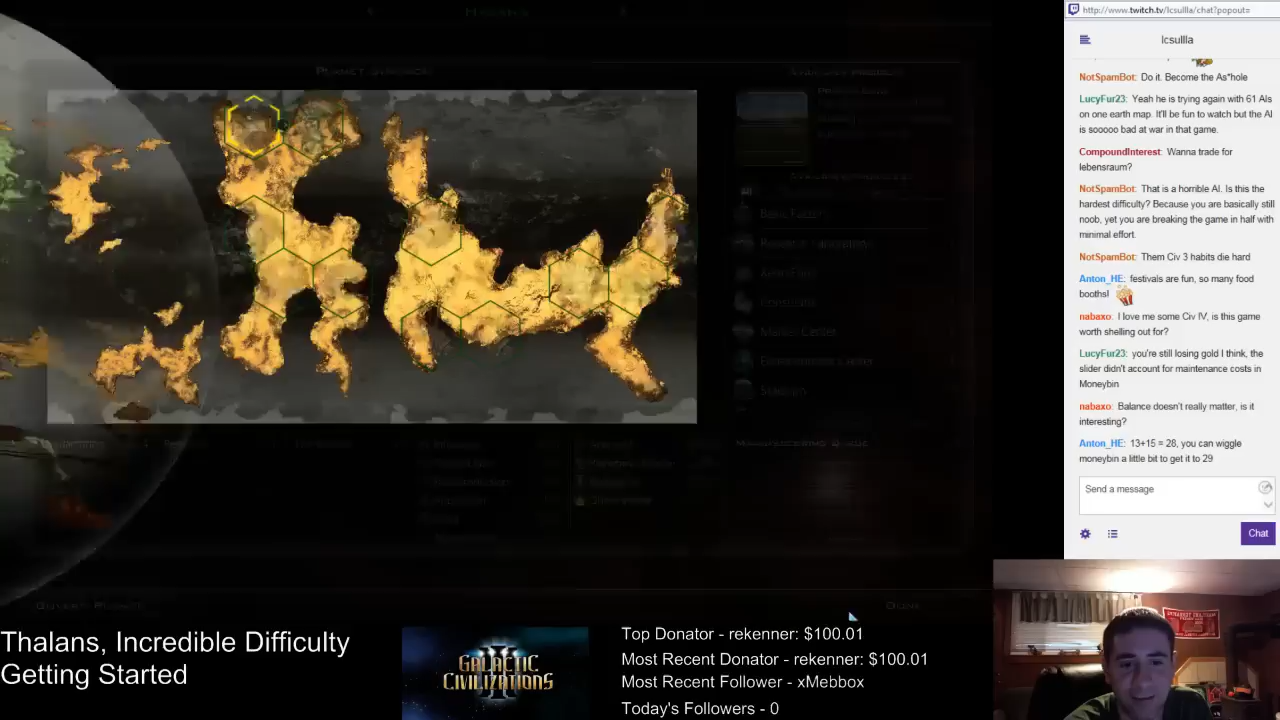 http://www.twitch.tv/lcsullla/chat?popout=
lcsullla
NotSpamBot: Do it. Become the As*hole
LucyFur23: Yeah he is trying again with 61 AIs
on one earth map. It'll be fun to watch but the AI
is sooooo bad at war in that game.
CompoundInterest: Wanna trade for
lebensraum?
NotSpamBot: That is a horrible AI. Is this the
hardest difficulty? Because you are basically still
noob, yet you are breaking the game in half with
minimal effort.
NotSpamBot: Them Civ 3 habits die hard
Anton_HE: festivals are fun, so many food
booths!
nabaxo: I love me some Civ IV, is this game
worth shelling out for?
LucyFur23: you're still losing gold I think, the
slider didn't account for maintenance costs in
Moneybin
nabaxo: Balance doesn't really matter, is it
interesting?
Anton_HE: 13+15 = 28, you can wiggle
moneybin a little bit to get it to 29
Send a message
Chat
Market Center
Entertainment Center
Stadium
Thalans, Incredible Difficulty
Getting Started
GALACTIC
CIVILIZATIONS
III
Top Donator - rekenner: $100.01
Most Recent Donator - rekenner: $100.01
Most Recent Follower - xMebbox
Today's Followers - 0